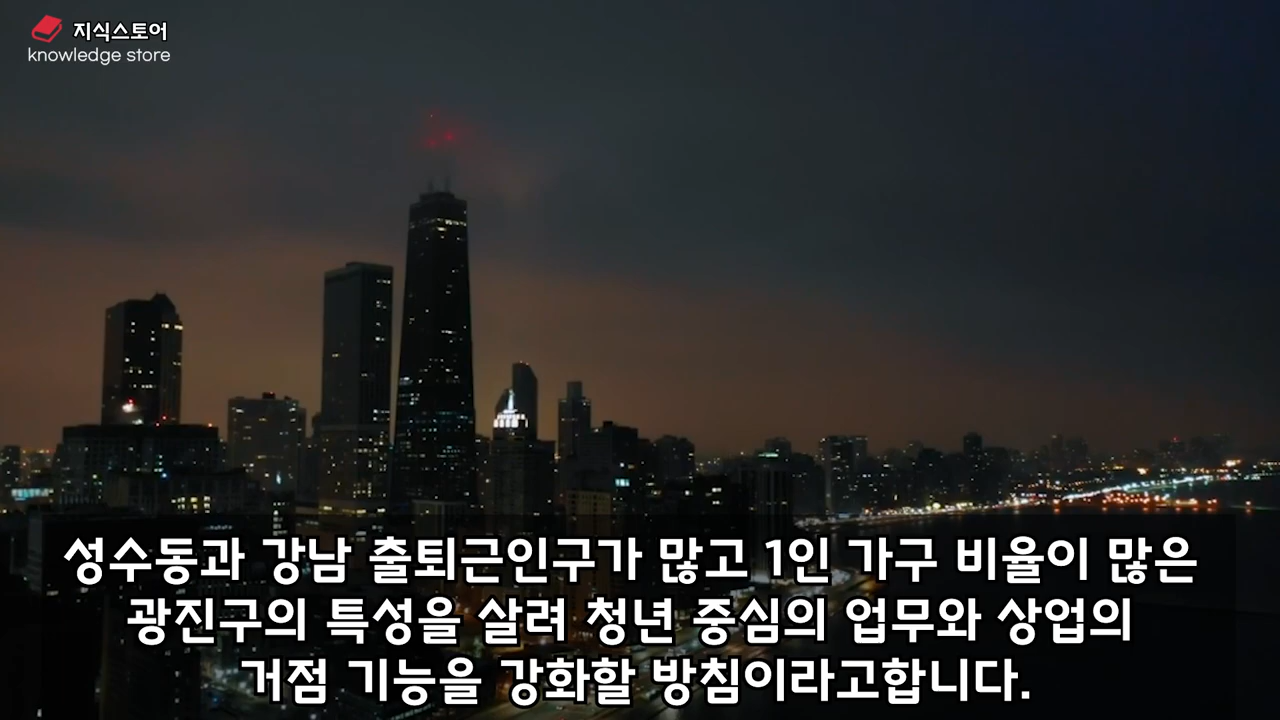 지식스토어
knowledge store
성수동과 강남 출퇴근인구가 많고 1인 가구 비율이 많은
광진구의 특성을 살려 청년 중심의 업무와 상업의
거점 기능을 강화할 방침이라고합니다.